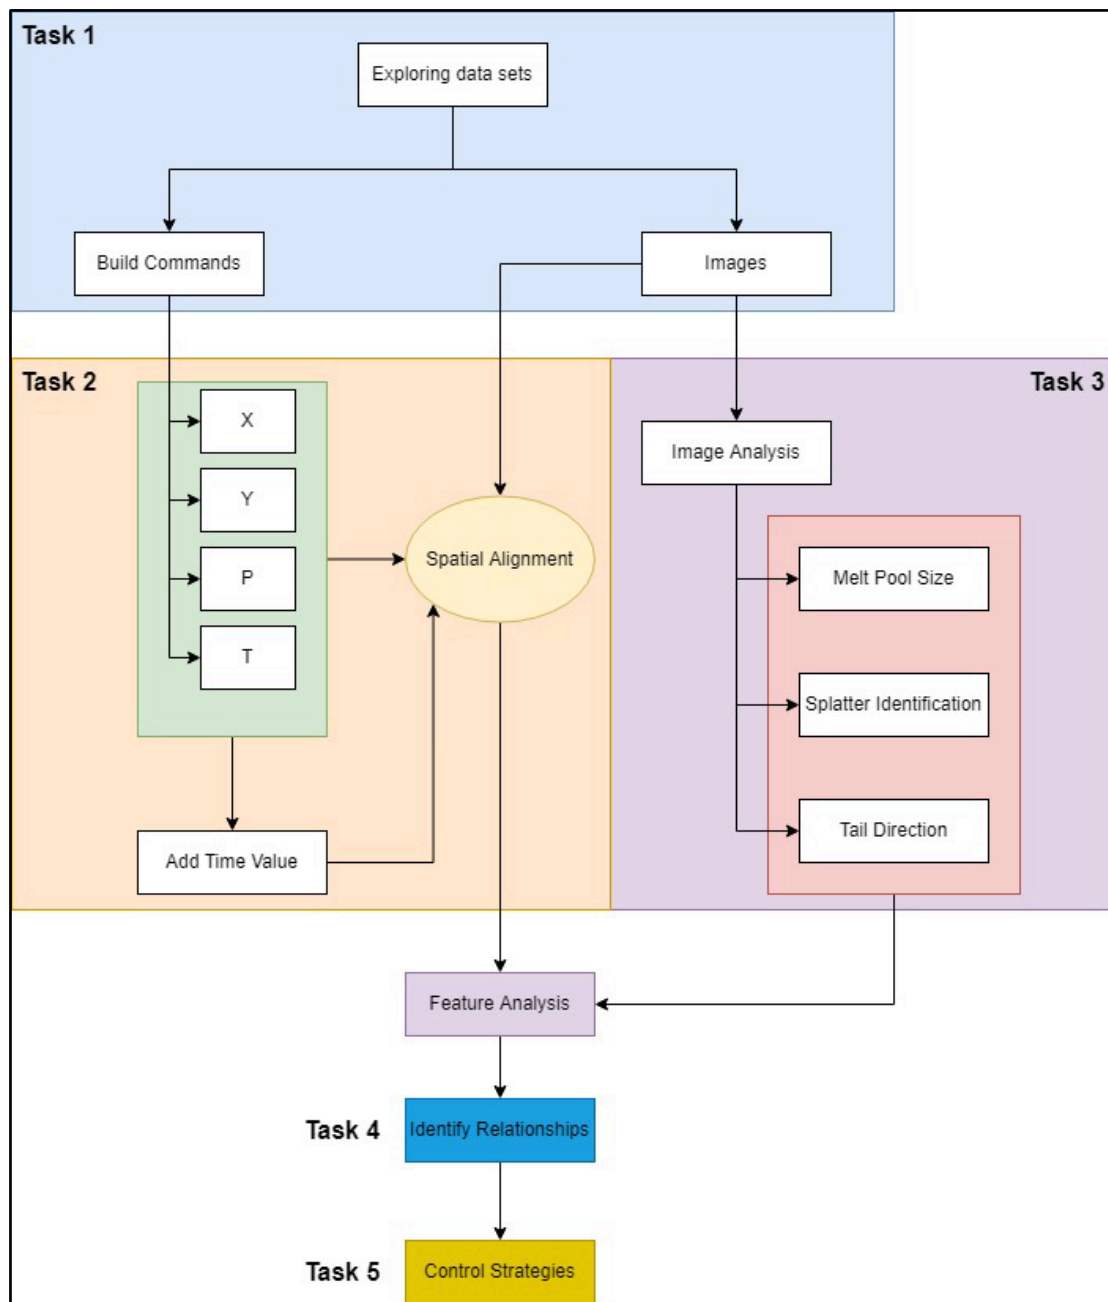 Task 1
Exploring data sets
Build Commands
Images
Task 2
Task 3
X
Y
P
T
Spatial Alignment
Add Time Value
Image Analysis
Melt Pool Size
Splatter Identification
Tail Direction
Feature Analysis
Task 4
Identify Relationships
Task 5
Control Strategies